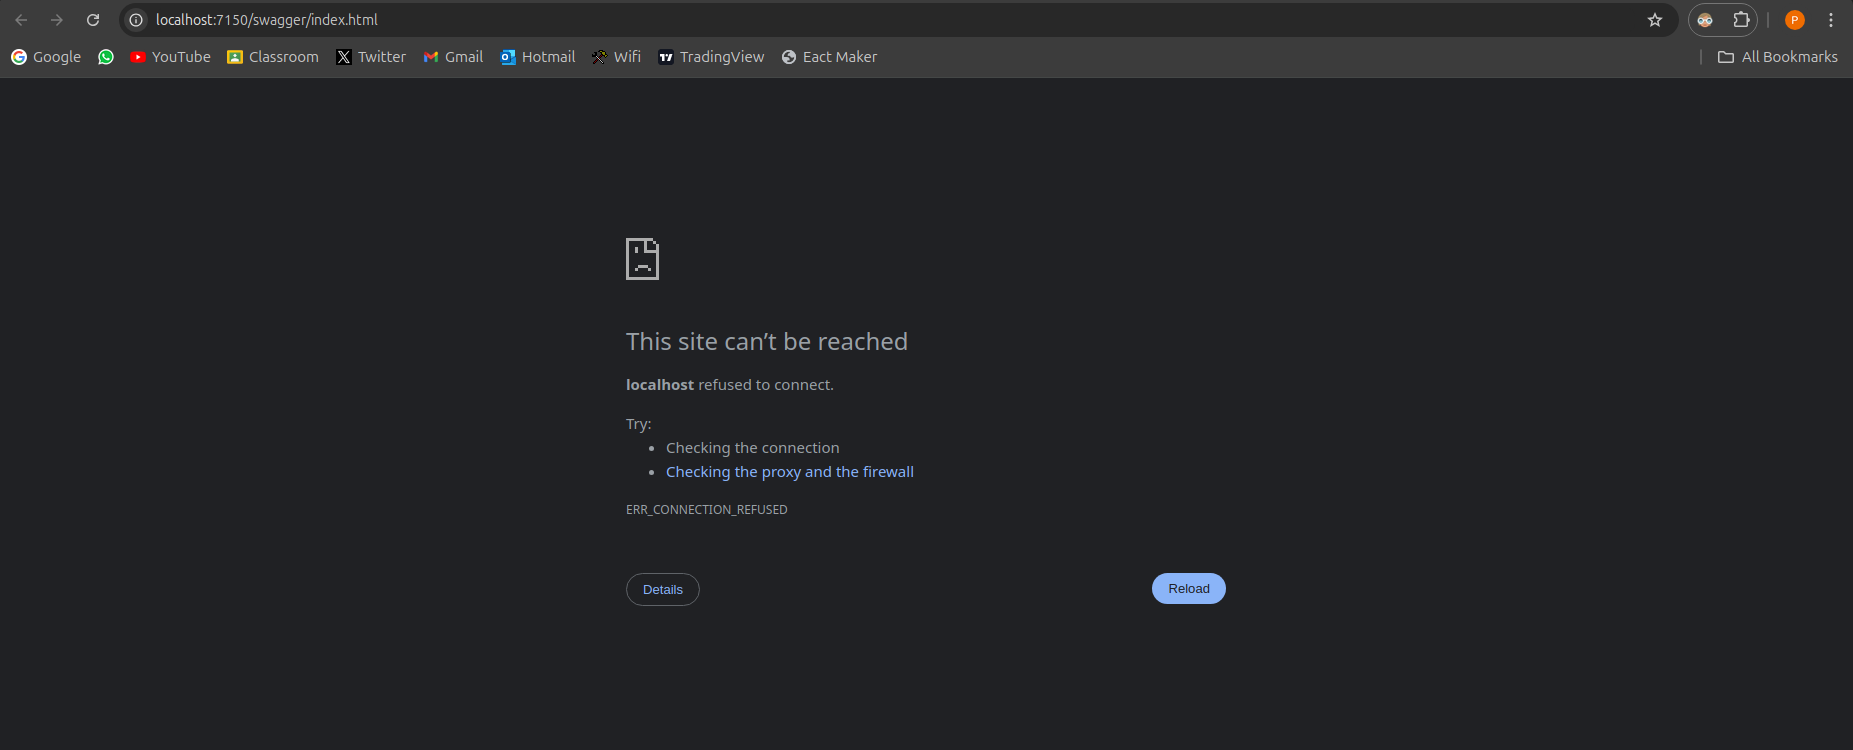 localhost:7150/swagger/index.html
P
Google YouTube Classroom Twitter Gmail Hotmail Wifi TradingView Eact Maker All Bookmarks
This site can’t be reached
localhost refused to connect.
Try:
• Checking the connection
• Checking the proxy and the firewall
ERR_CONNECTION_REFUSED
Details Reload